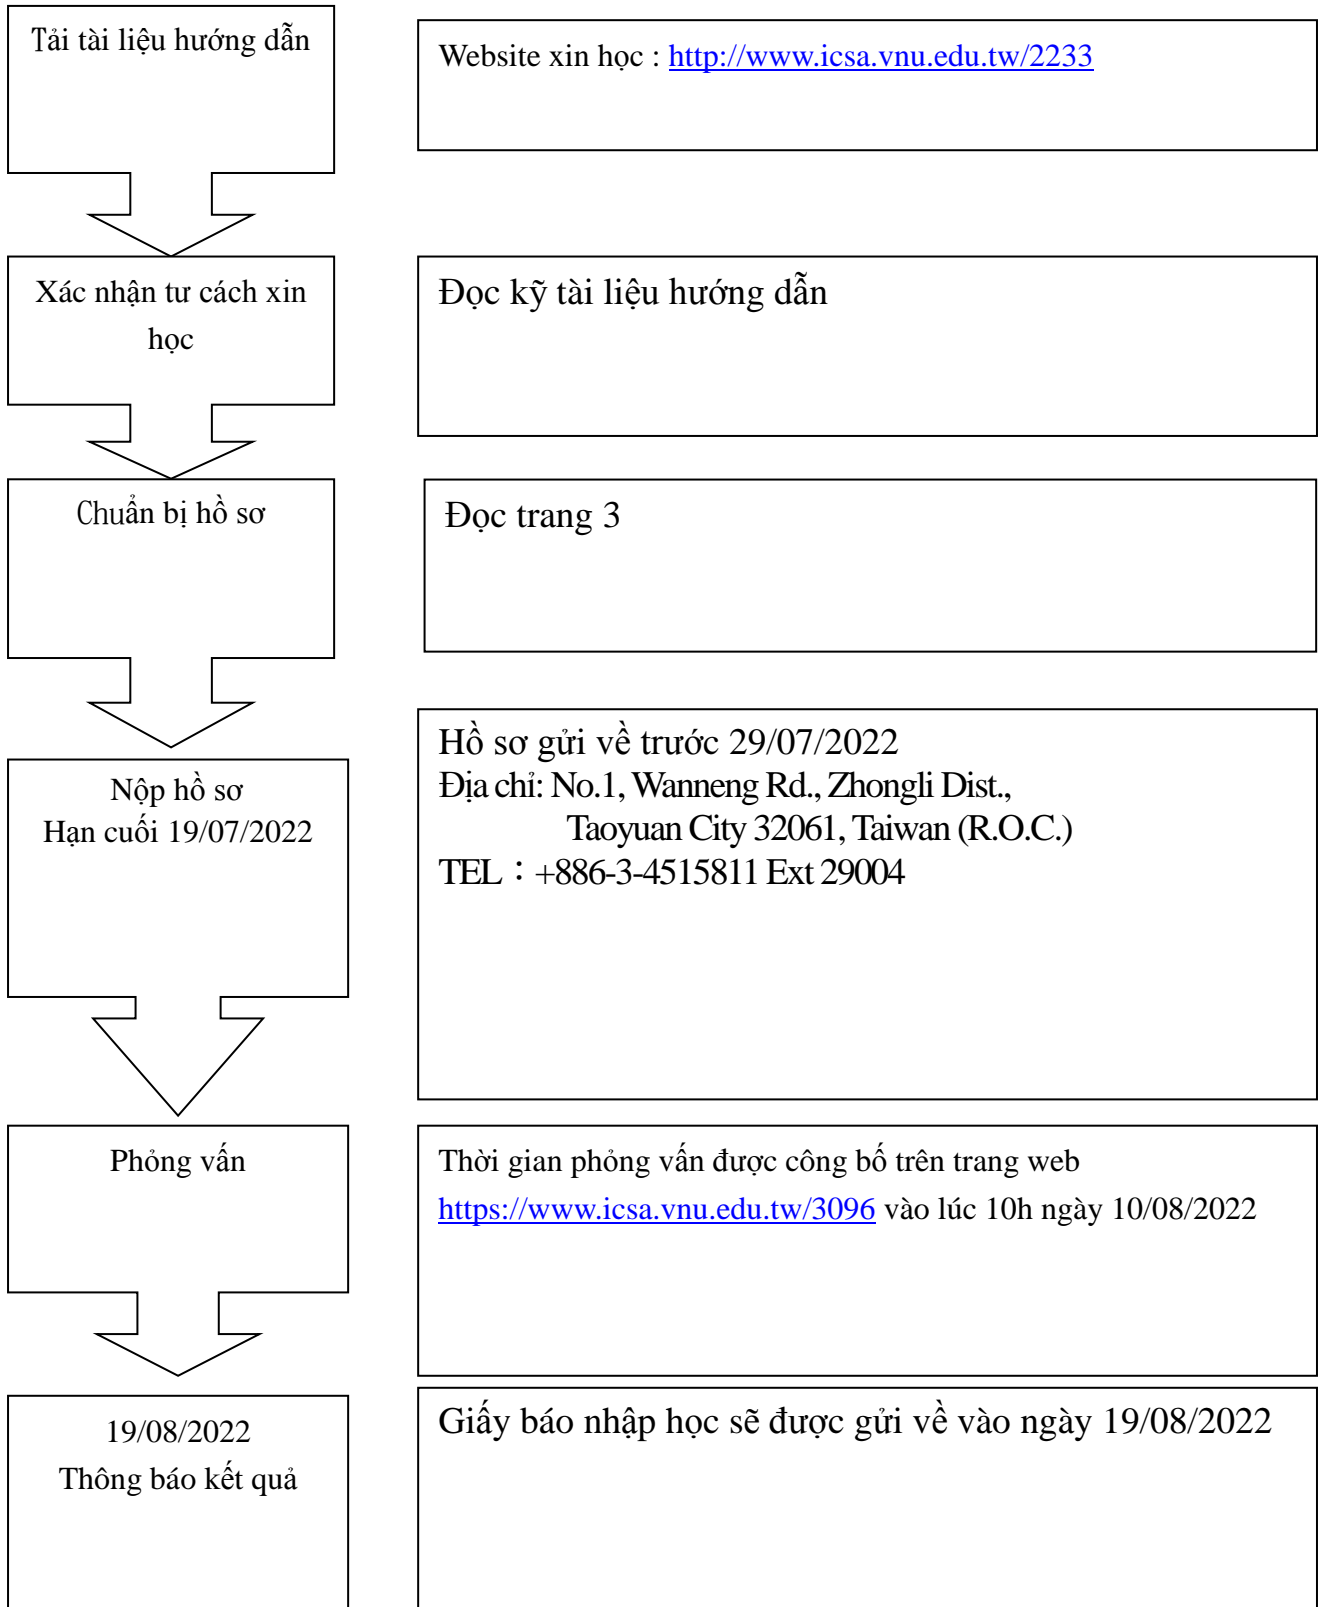 Tải tài liệu hướng dẫn
Website xin học : http://www.icsa.vnu.edu.tw/2233
Xác nhận tư cách xin
học
Đọc kỹ tài liệu hướng dẫn
Chuẩn bị hồ sơ
Đọc trang 3
Nộp hồ sơ
Hạn cuối 19/07/2022
Hồ sơ gửi về trước 29/07/2022
Địa chỉ: No.1, Wanneng Rd., Zhongli Dist.,
Taoyuan City 32061, Taiwan (R.O.C.)
TEL：+886-3-4515811 Ext 29004
Phỏng vấn
Thời gian phỏng vấn được công bố trên trang web
https://www.icsa.vnu.edu.tw/3096 vào lúc 10h ngày 10/08/2022
19/08/2022
Thông báo kết quả
Giấy báo nhập học sẽ được gửi về vào ngày 19/08/2022